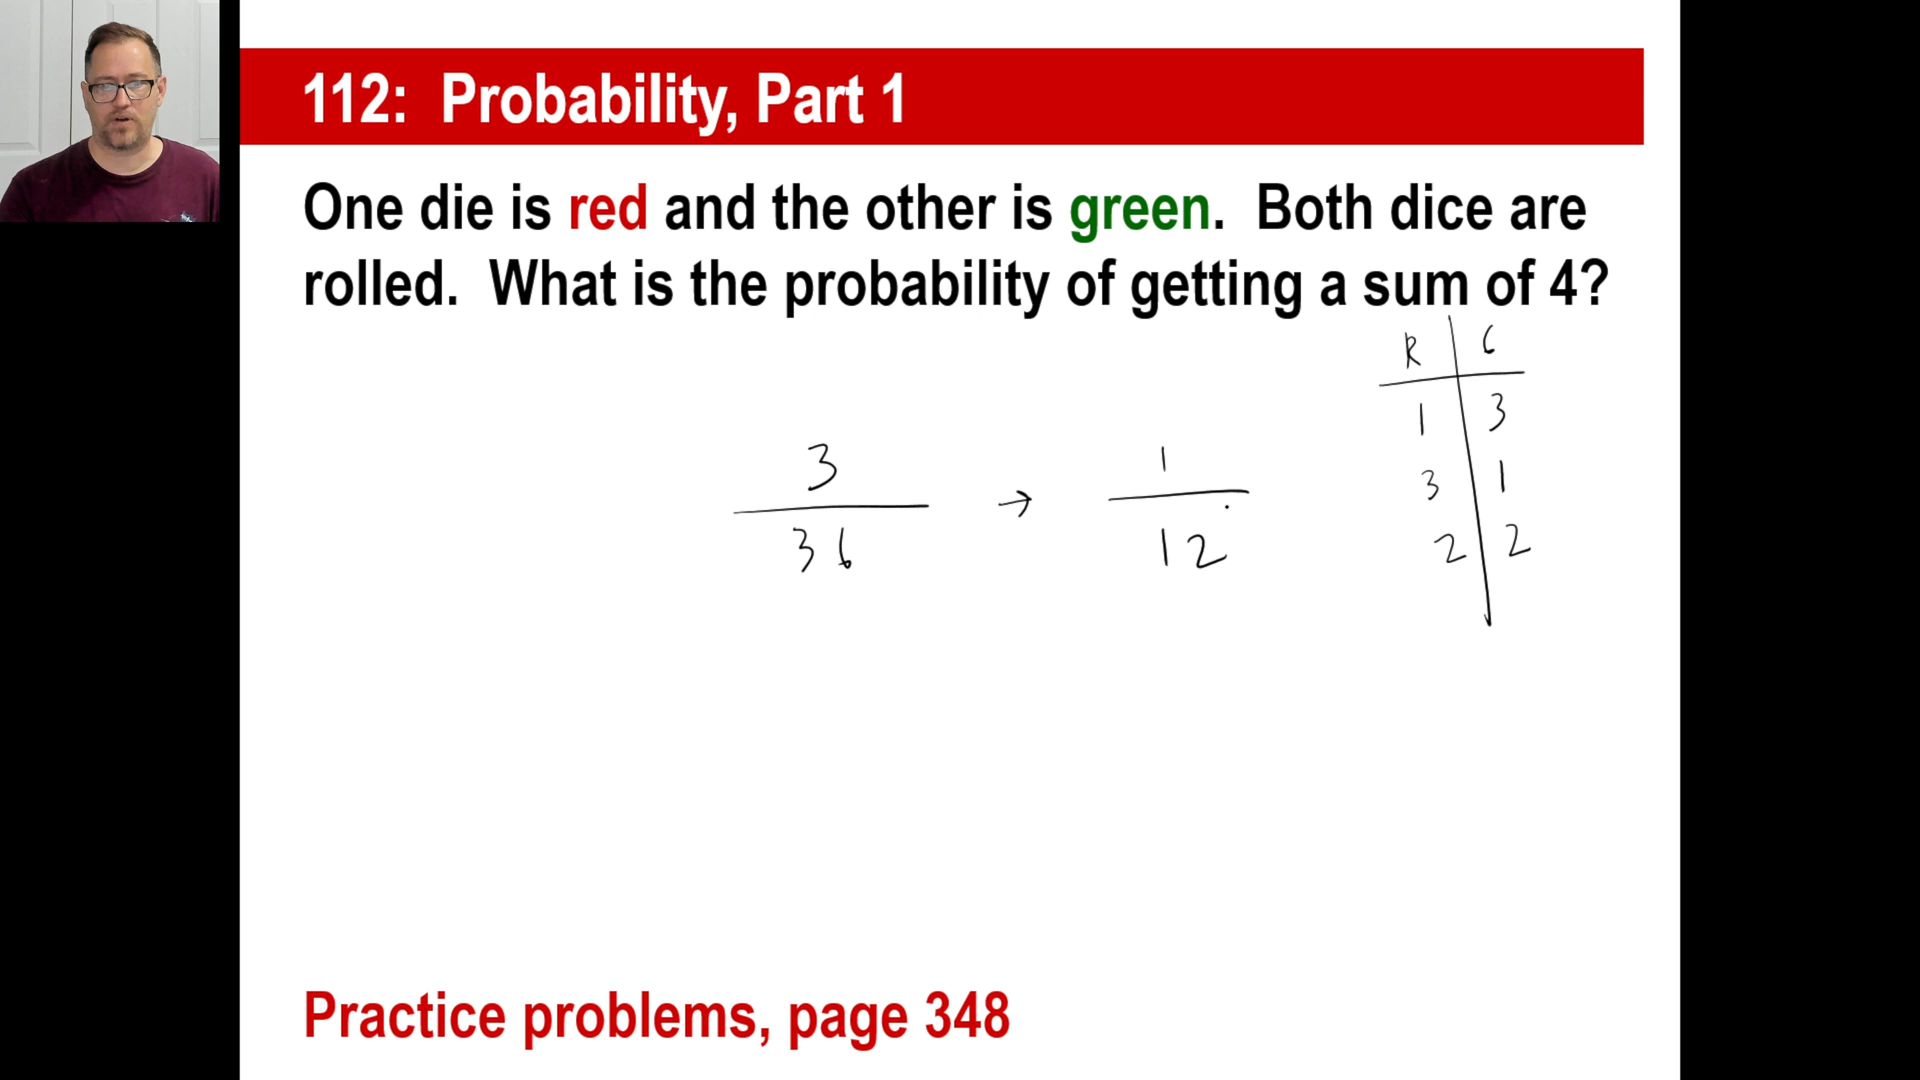 112: Probability, Part 1
One die is red and the other is green. Both dice are
rolled. What is the probability of getting a sum of 4?
R G
1 3
3 1
2 2
3
36
→
1
12
Practice problems, page 348